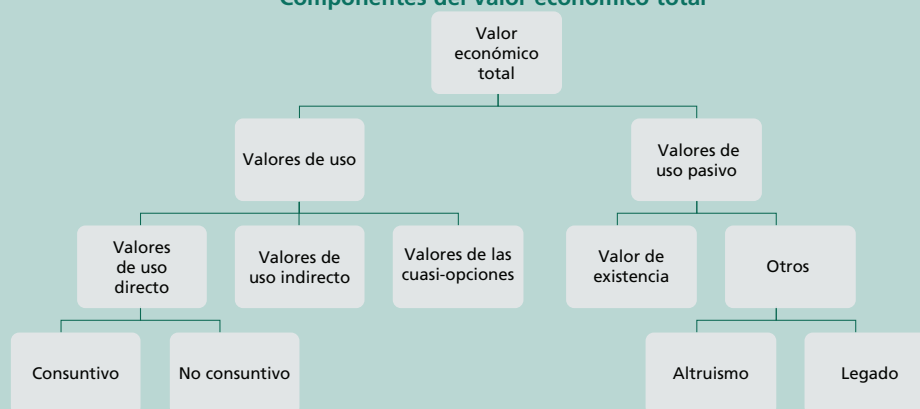 Componentes del valor económico total
Valor
económico
total
Valores de uso
Valores de
uso pasivo
Valores
de uso
directo
Valores de
uso indirecto
Valores de las
cuasi-opciones
Valor de
existencia
Otros
Consuntivo
No consuntivo
Altruismo
Legado